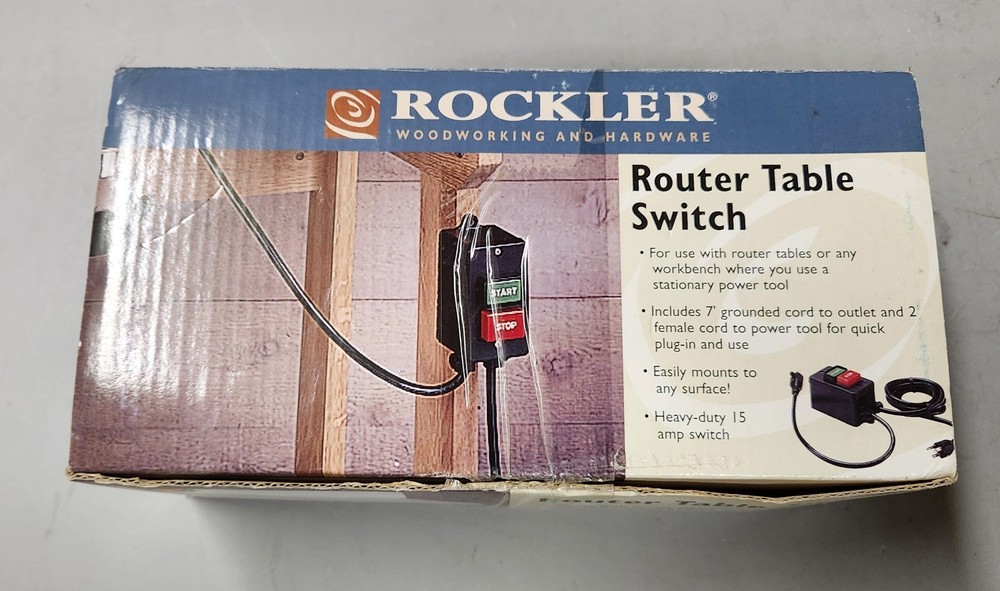 ROCKLER®
WOODWORKING AND HARDWARE
Router Table
Switch
• For use with router tables or any
workbench where you use a
stationary power tool
• Includes 7' grounded cord to outlet and 2'
female cord to power tool for quick
plug-in and use
• Easily mounts to
any surface!
• Heavy-duty 15
amp switch
START
STOP
Router Table